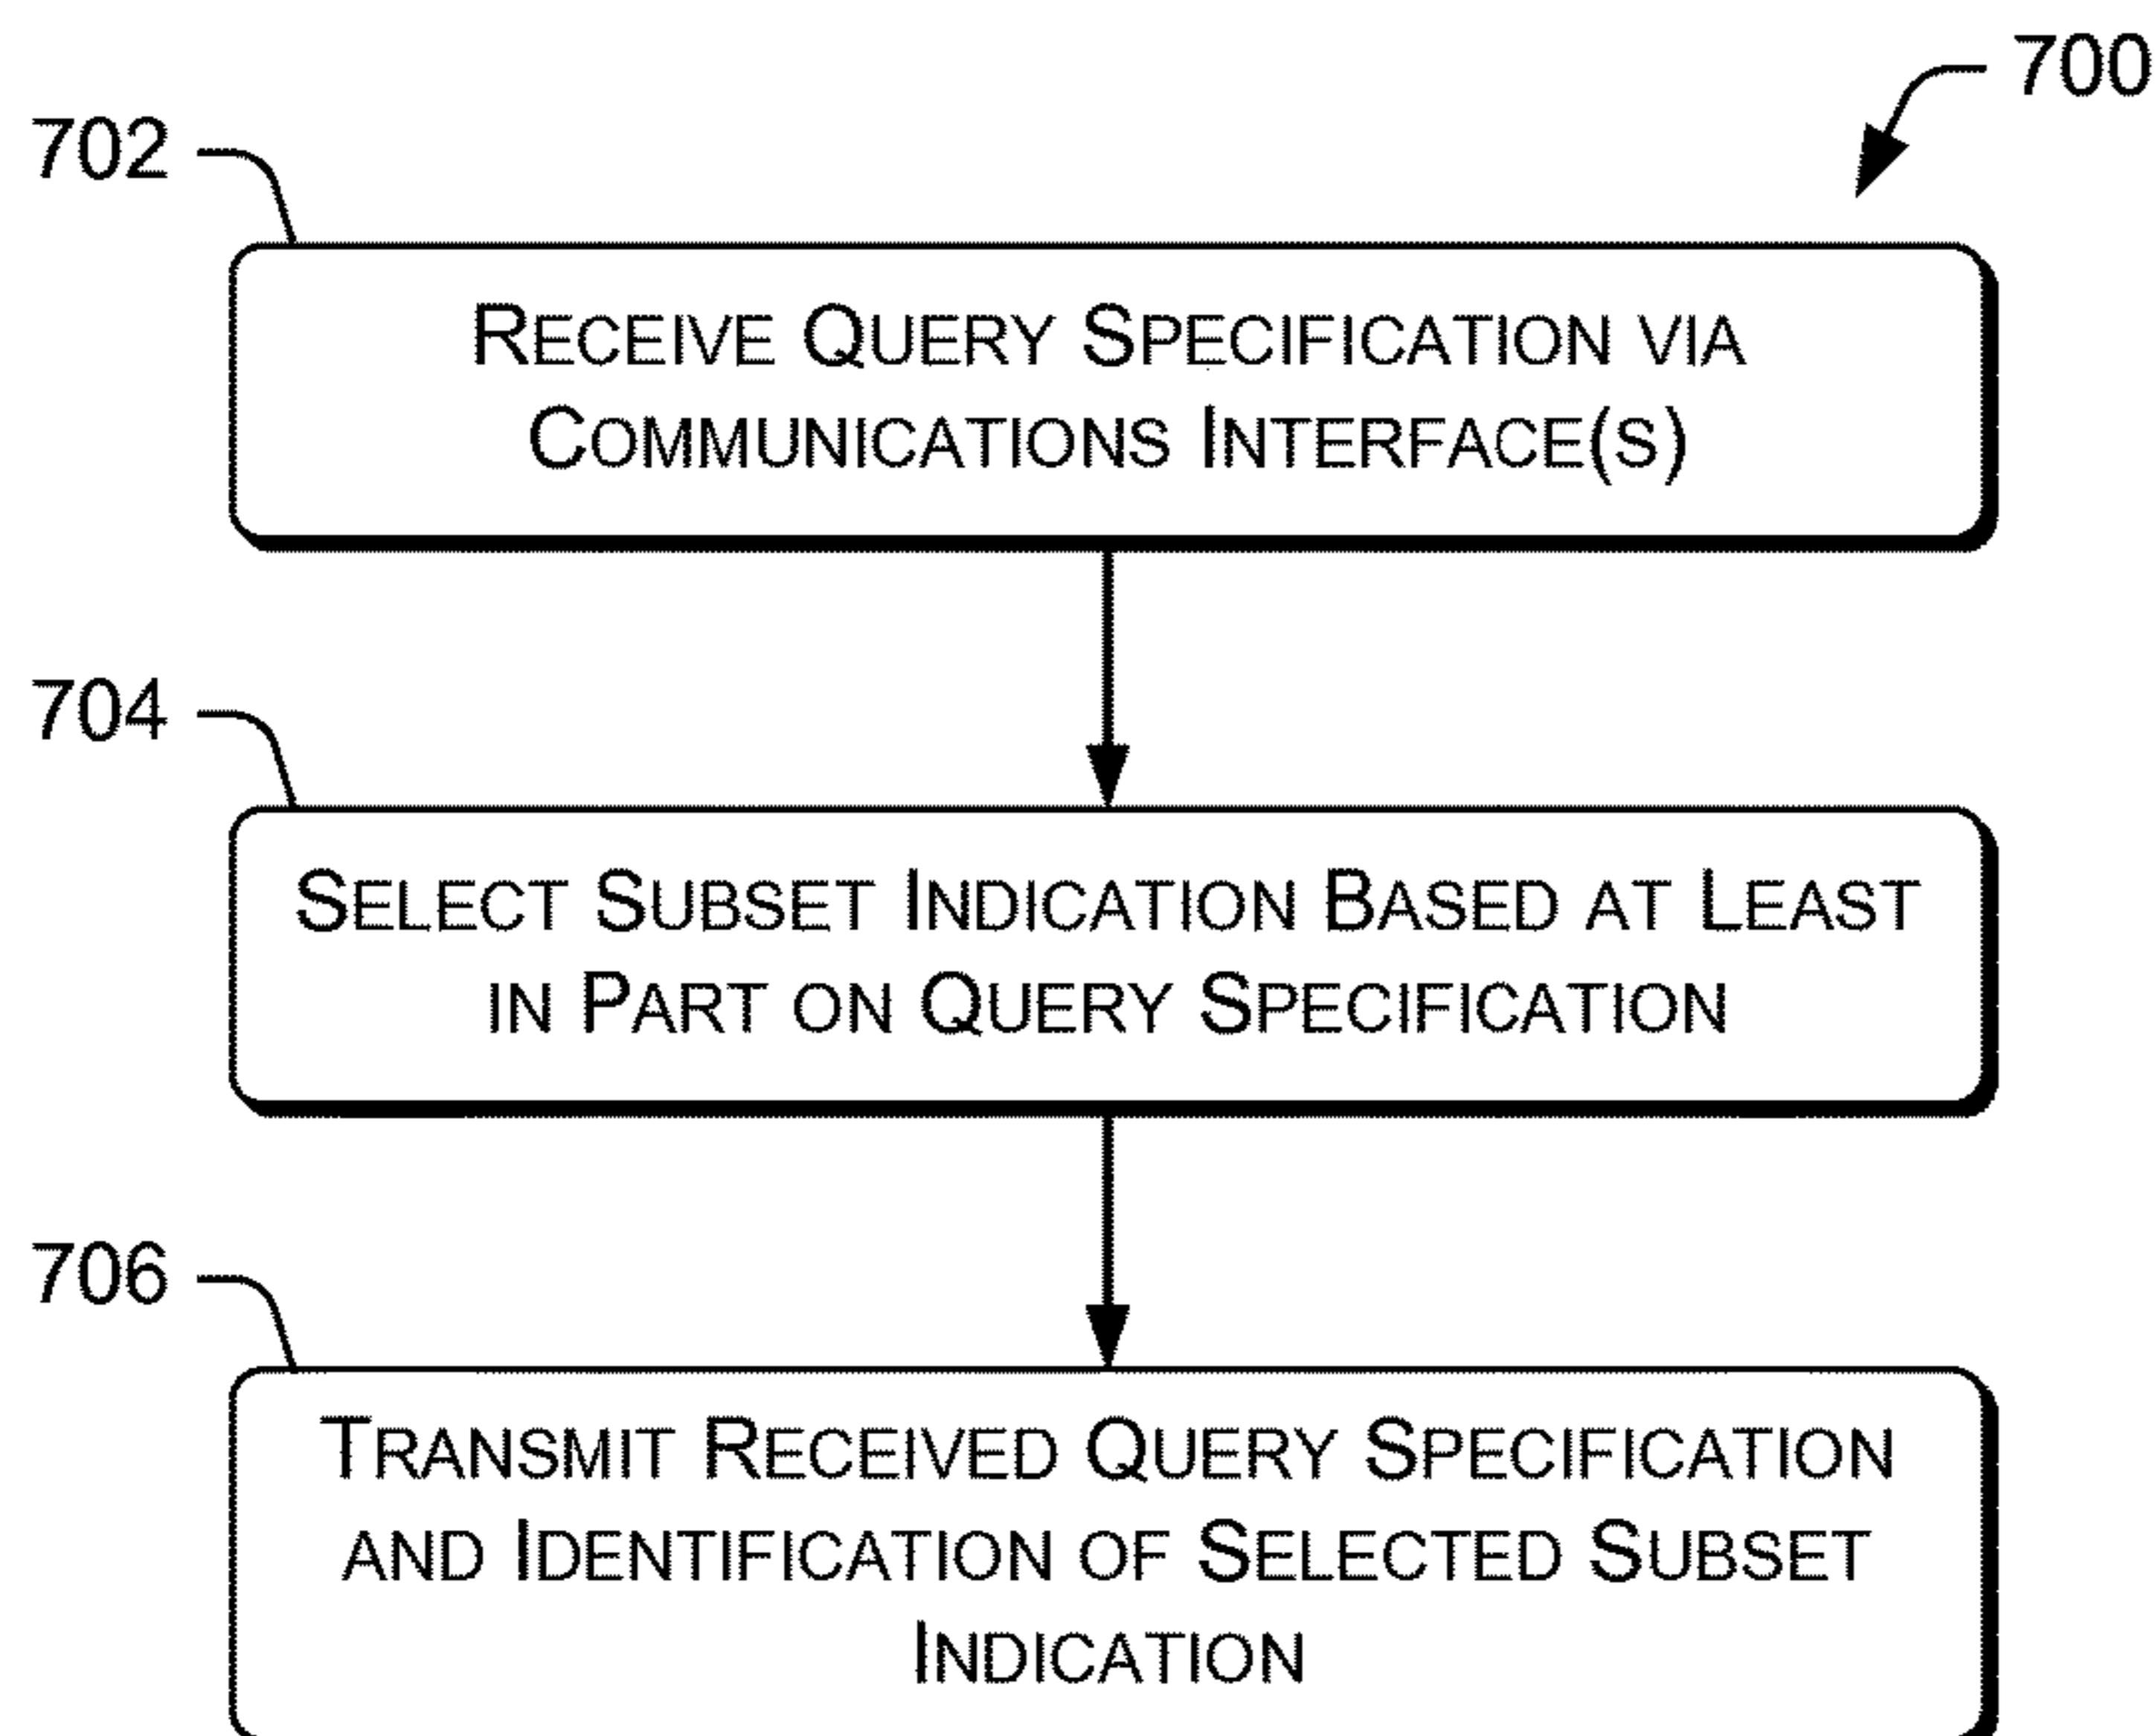 700
702
RECEIVE QUERY SPECIFICATION VIA
COMMUNICATIONS INTERFACE(S)
704
SELECT SUBSET INDICATION BASED AT LEAST
IN PART ON QUERY SPECIFICATION
706
TRANSMIT RECEIVED QUERY SPECIFICATION
AND IDENTIFICATION OF SELECTED SUBSET
INDICATION